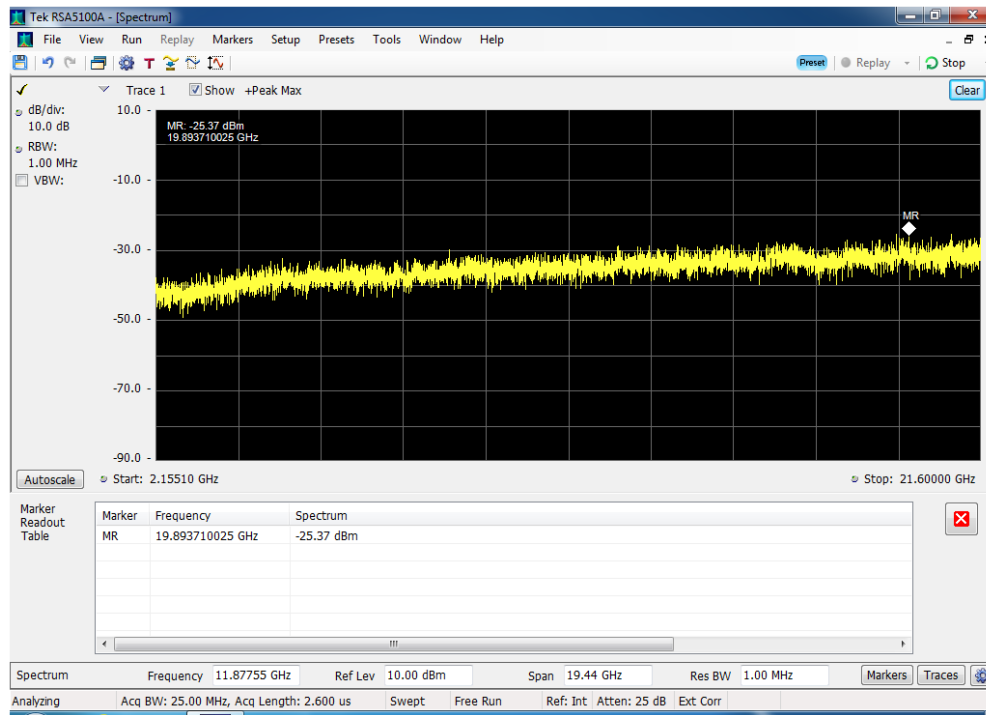 Tek RSA5100A - [Spectrum]
File View Run Replay Markers Setup Presets Tools Window Help
T Preset Replay Stop
Trace 1 Show +Peak Max Clear
dB/div:
10.0 dB
RBW:
1.00 MHz
VBW:
10.0
-10.0
-30.0
-50.0
-70.0
-90.0
MR: -25.37 dBm
19.893710025 GHz
MR
Autoscale Start: 2.15510 GHz Stop: 21.60000 GHz
Marker
Readout
Table
Marker Frequency Spectrum
MR 19.893710025 GHz -25.37 dBm
Spectrum Frequency 11.87755 GHz Ref Lev 10.00 dBm Span 19.44 GHz Res BW 1.00 MHz Markers Traces
Analyzing Acq BW: 25.00 MHz, Acq Length: 2.600 us Swept Free Run Ref: Int Atten: 25 dB Ext Corr